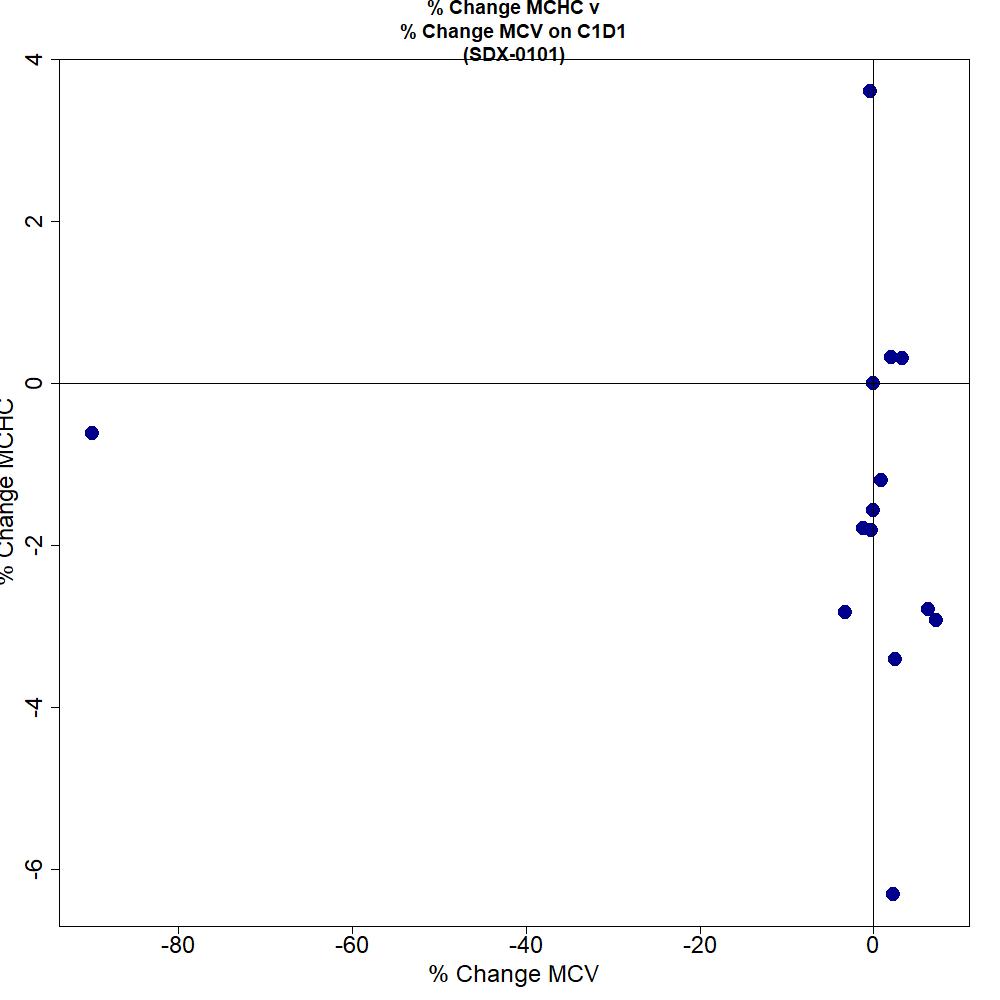 % Change MCHC v
% Change MCV on C1D1
(SDX-0101)
4
2
0
-2
-4
-6
% Change MCHC
-80
-60
-40
-20
0
% Change MCV